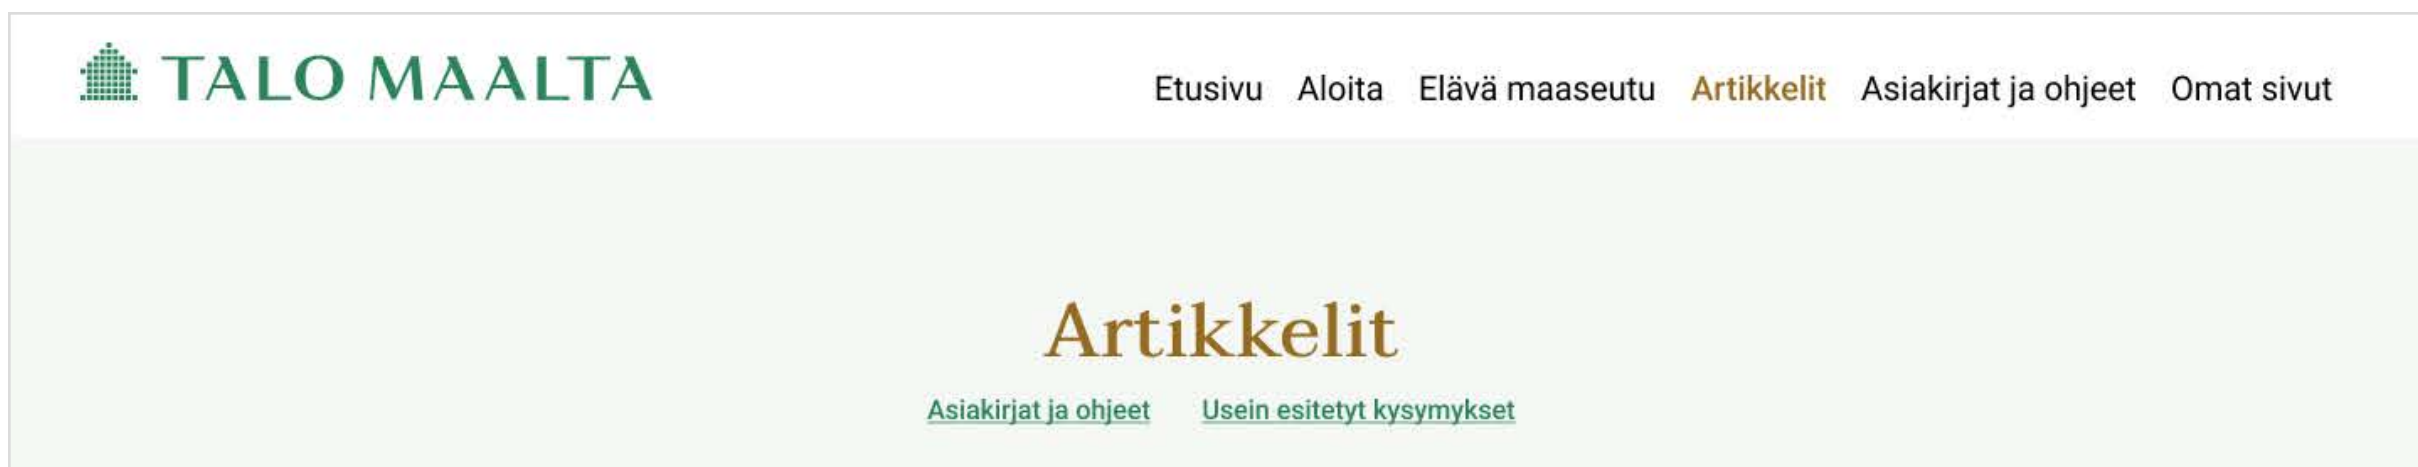 TALO MAALTA
Etusivu Aloita Elävä maaseutu Artikkelit Asiakirjat ja ohjeet Omat sivut
Artikkelit
Asiakirjat ja ohjeet Usein esitetyt kysymykset